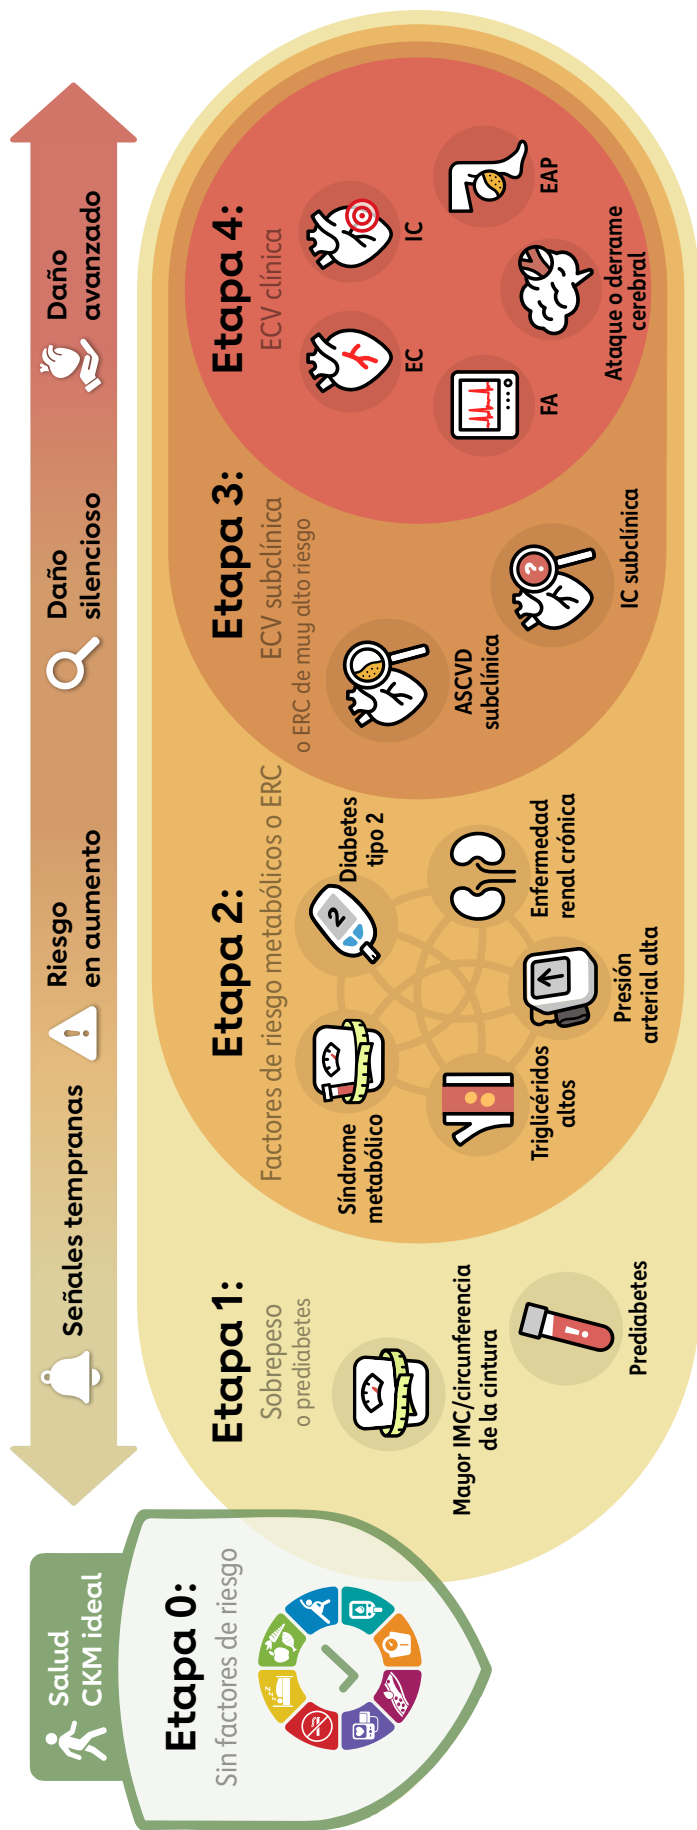 Salud
CKM ideal
Señales tempranas
Riesgo
en aumento
Daño
silencioso
Daño
avanzado
Etapa 0:
Sin factores de riesgo
Etapa 1:
Sobrepeso
o prediabetes
Mayor IMC/circunferencia
de la cintura
Prediabetes
Etapa 2:
Factores de riesgo metabólicos o ERC
Síndrome
metabólico
2
Diabetes
tipo 2
Triglicéridos
altos
Presión
arterial alta
Enfermedad
renal crónica
Etapa 3:
ECV subclínica
o ERC de muy alto riesgo
ASCVD
subclínica
?
IC subclínica
Etapa 4:
ECV clínica
EC
IC
FA
Ataque o derrame
cerebral
EAP